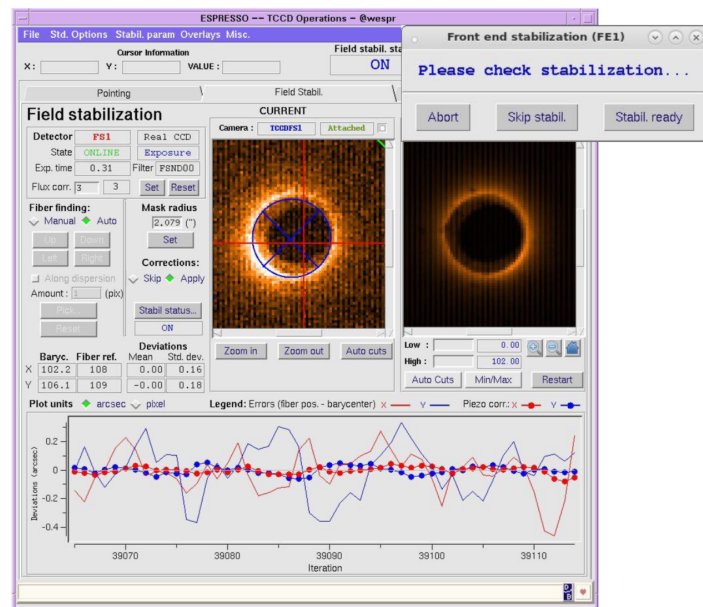 ESPRESSO -- TCCD Operations - @wespr
File Std. Options Stabil. param Overlays Misc.
Cursor Information
Field stabil. sta
X : Y : VALUE :
ON
Front end stabilization (FE1)
Please check stabilization...
Abort Skip stabil. Stabil. ready
Pointing Field Stabil.
Field stabilization
CURRENT
Camera : TCCDFS1 Attached
Detector FS1 Real CCD
State ONLINE Exposure
Exp. time 0.31 Filter FSND00
Flux corr. 3 3 Set Reset
Fiber finding:
Manual Auto
Up Down
Left Right
Along dispersion
Amount : 1 (pix)
Pick...
Reset
Mask radius
2.079 (")
Set
Corrections:
Skip Apply
Stabil status...
ON
Baryc. Fiber ref.
Deviations
Mean Std. dev.
X 102.2 108 0.00 0.16
Y 106.1 109 -0.00 0.18
Zoom in Zoom out Auto cuts
Low : 0.00
High : 102.00
Auto Cuts Min/Max Restart
Plot units arcsec pixel
Legend: Errors (fiber pos. - barycenter) X Y Piezo corr.: X Y
Deviations (arcsec)
0.2
0
-0.2
-0.4
39070 39080 39090 39100 39110
Iteration